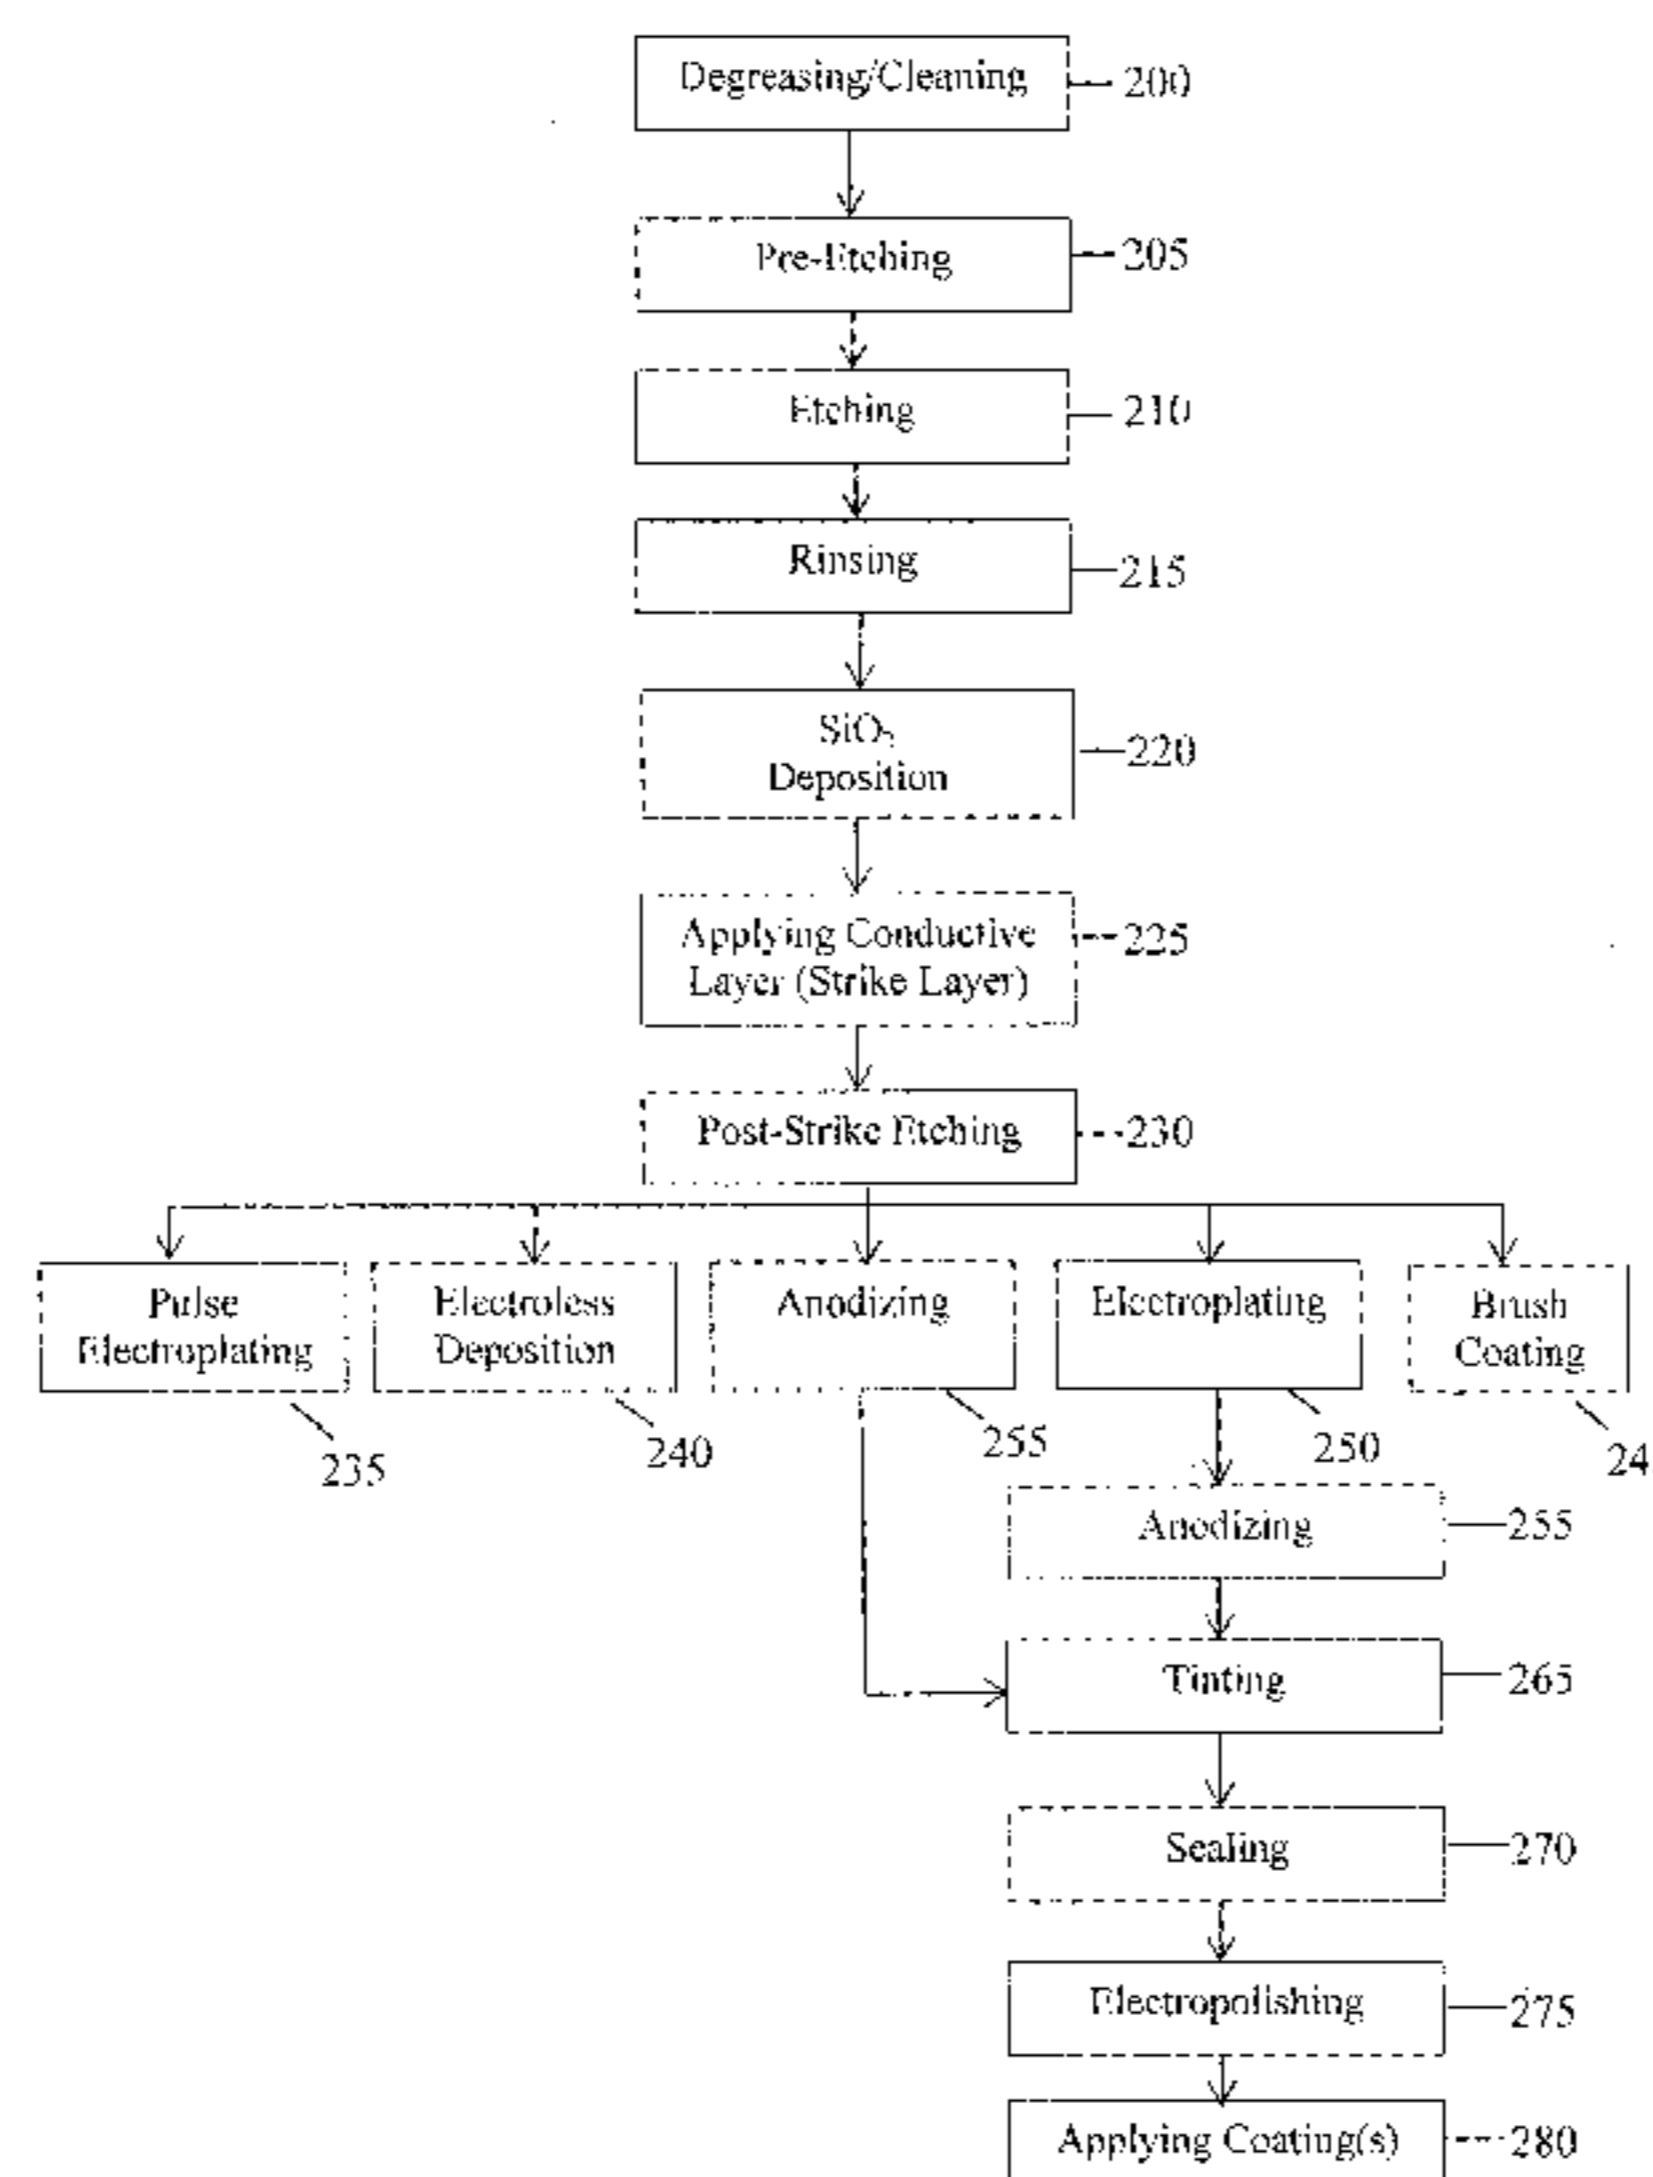 Degreasing/Cleaning
200
Pre-Etching
205
Etching
210
Rinsing
215
SiO₂
Deposition
220
Applying Conductive
Layer (Strike Layer)
225
Post-Strike Etching
230
Pulse
Electroplating
235
Electroless
Deposition
240
Anodizing
255
Electroplating
250
Brush
Coating
24
Anodizing
255
Tinting
265
Sealing
270
Electropolishing
275
Applying Coating(s)
280